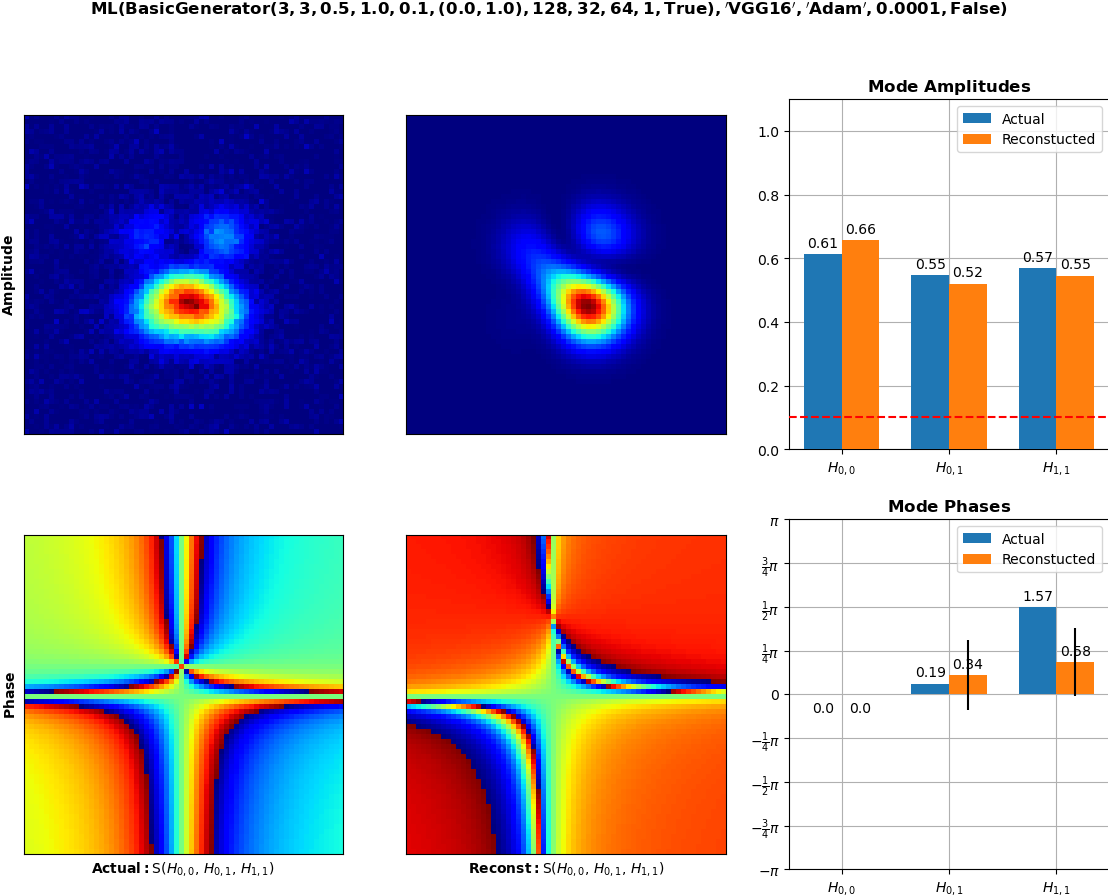 ML(BasicGenerator(3, 3, 0.5, 1.0, 0.1, (0.0, 1.0), 128, 32, 64, 1, True), ′VGG16′, ′Adam′, 0.0001, False)
Amplitude
Mode Amplitudes
Actual
Reconstucted
1.0
0.8
0.6
0.4
0.2
0.0
0.61
0.66
0.55
0.52
0.57
0.55
H0,0
H0,1
H1,1
Phase
Actual: S(H0,0, H0,1, H1,1)
Reconst: S(H0,0, H0,1, H1,1)
Mode Phases
Actual
Reconstucted
π
3/4π
1/2π
1/4π
0
−1/4π
−1/2π
−3/4π
−π
0.0
0.0
0.19
0.34
1.57
0.58
H0,0
H0,1
H1,1